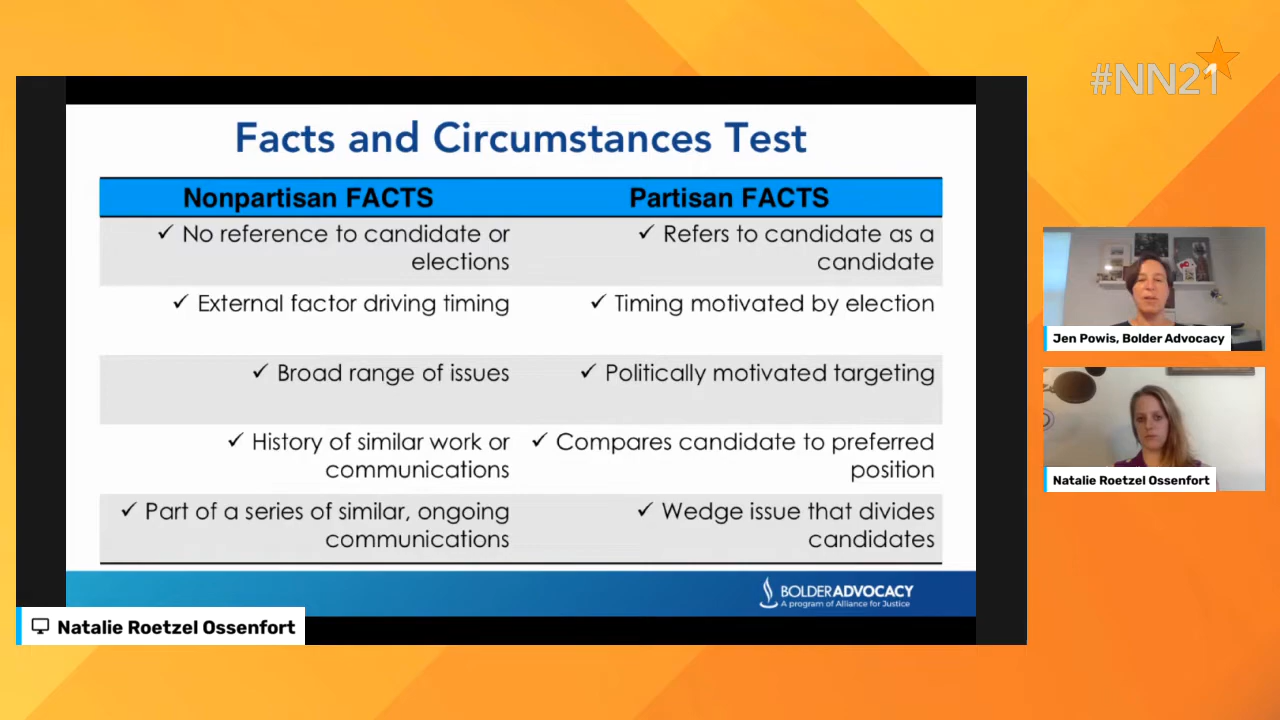 #NN21
Facts and Circumstances Test
Nonpartisan FACTS
Partisan FACTS
✓ No reference to candidate or
elections
✓ Refers to candidate as a
candidate
✓ External factor driving timing
✓ Timing motivated by election
✓ Broad range of issues
✓ Politically motivated targeting
✓ History of similar work or
communications
✓ Compares candidate to preferred
position
✓ Part of a series of similar, ongoing
communications
✓ Wedge issue that divides
candidates
BOLDERADVOCACY
A program of Alliance for Justice
Natalie Roetzel Ossenfort
Jen Powis, Bolder Advocacy
Natalie Roetzel Ossenfort